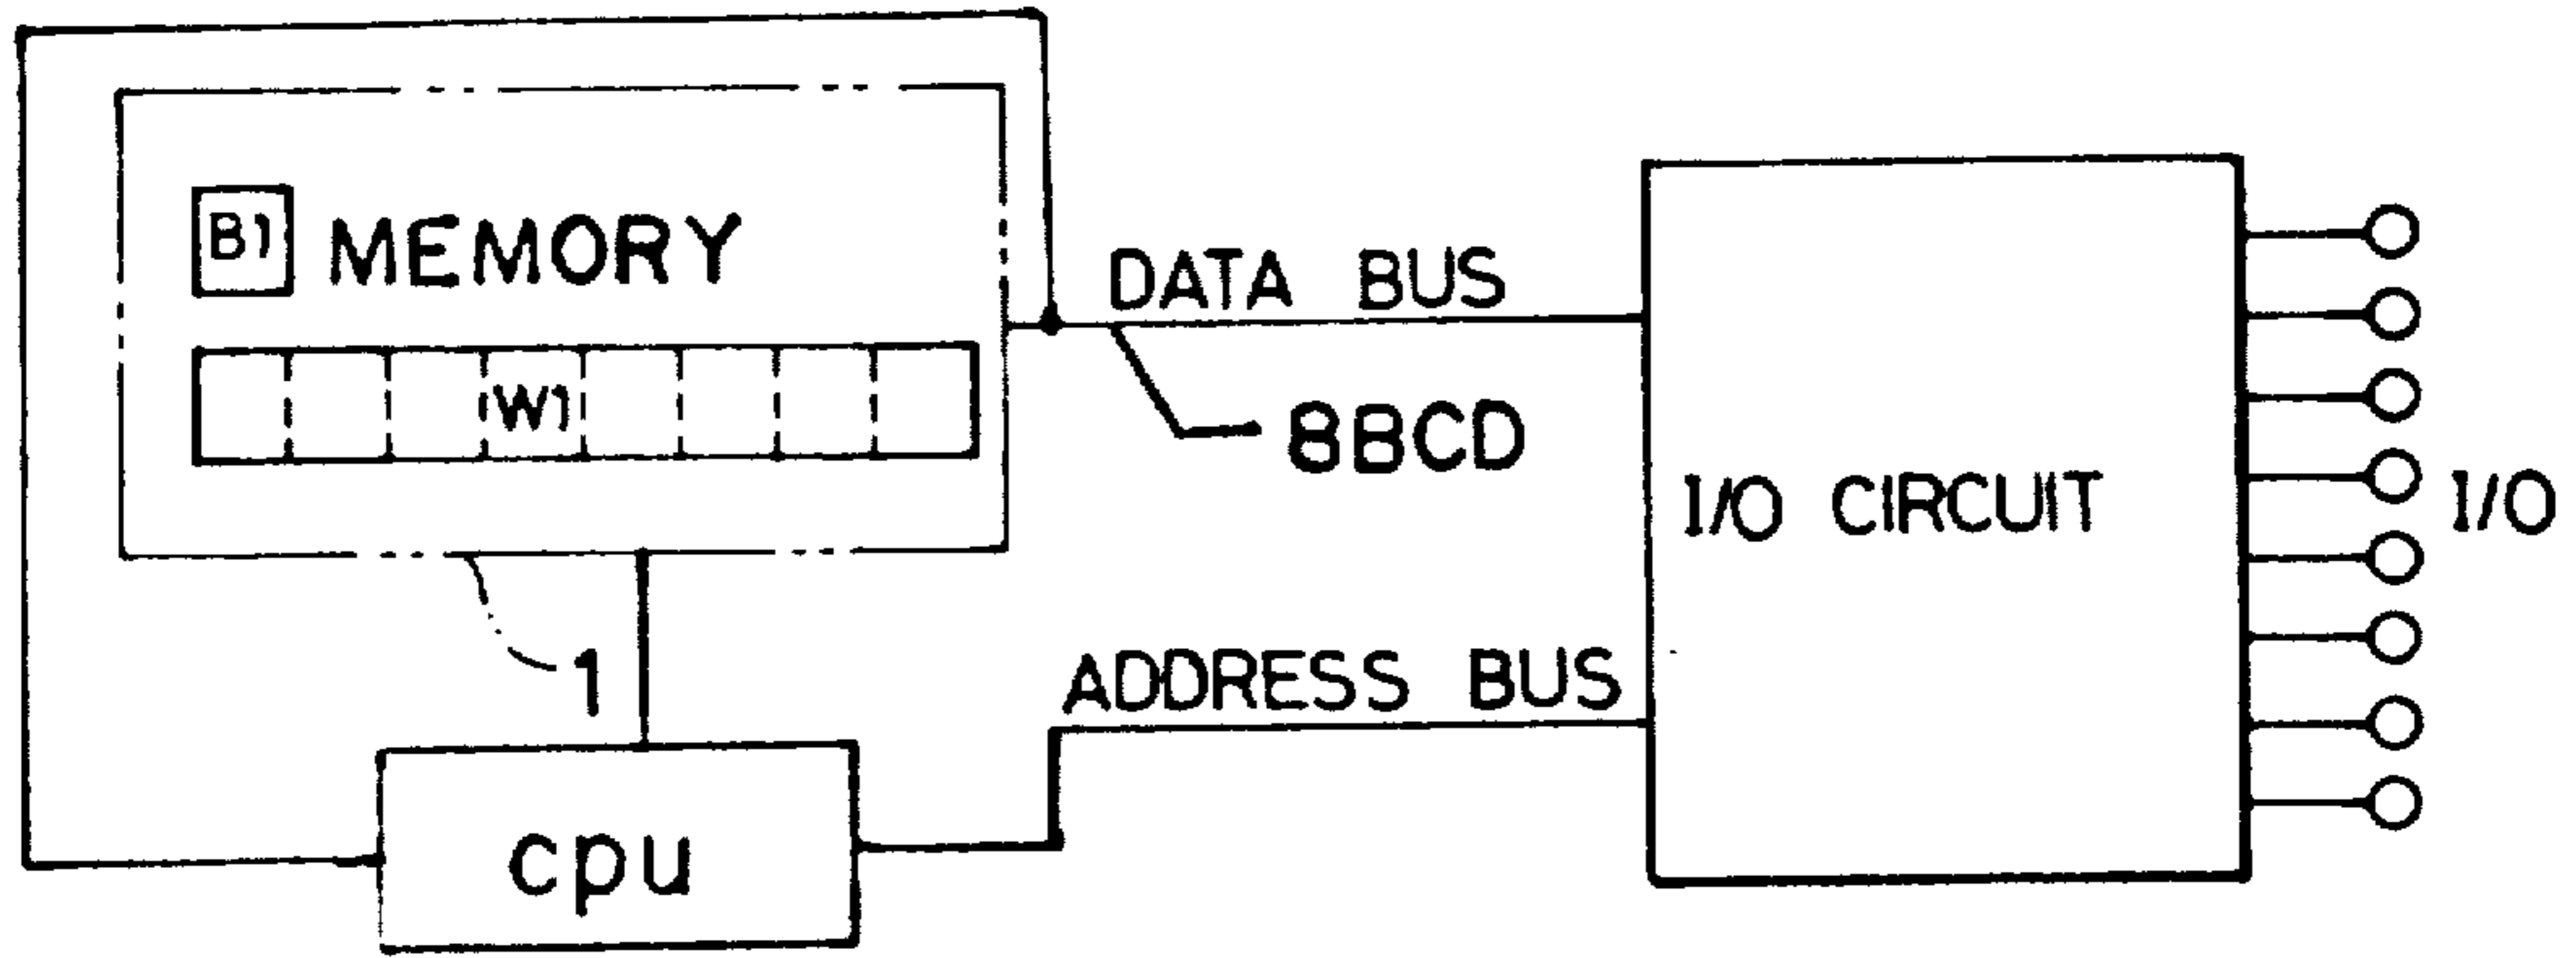 B1 MEMORY
W1
DATA BUS
8BCD
I/O CIRCUIT
I/O
1
ADDRESS BUS
cpu